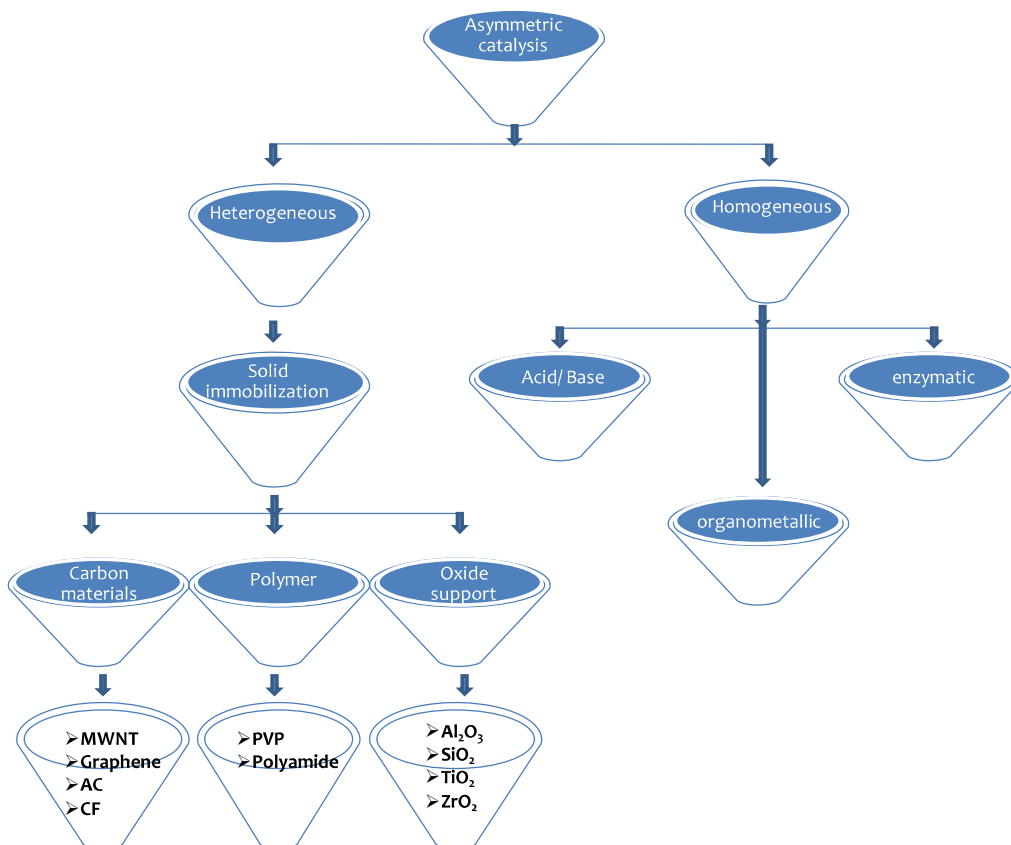 Asymmetric
catalysis
Heterogeneous
Homogeneous
Solid
immobilization
Acid/ Base
enzymatic
organometallic
Carbon
materials
Polymer
Oxide
support
➢MWNT
➢Graphene
➢AC
➢CF
➢PVP
➢Polyamide
➢Al₂O₃
➢SiO₂
➢TiO₂
➢ZrO₂